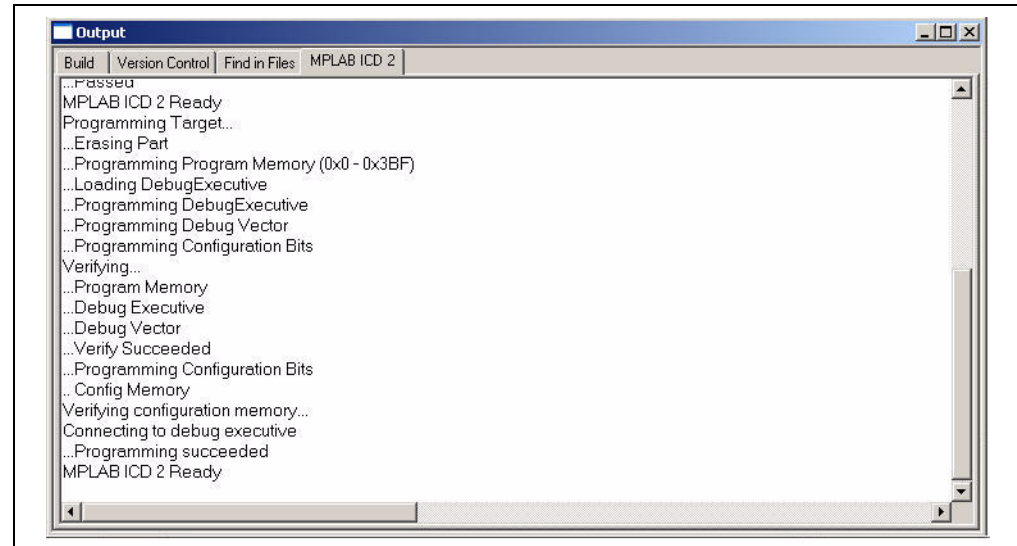 Output
Build Version Control Find in Files MPLAB ICD 2
...Passed
MPLAB ICD 2 Ready
Programming Target...
...Erasing Part
...Programming Program Memory (0x0 - 0x3BF)
...Loading DebugExecutive
...Programming DebugExecutive
...Programming Debug Vector
...Programming Configuration Bits
Verifying...
...Program Memory
...Debug Executive
...Debug Vector
...Verify Succeeded
...Programming Configuration Bits
.. Config Memory
Verifying configuration memory...
Connecting to debug executive
...Programming succeeded
MPLAB ICD 2 Ready